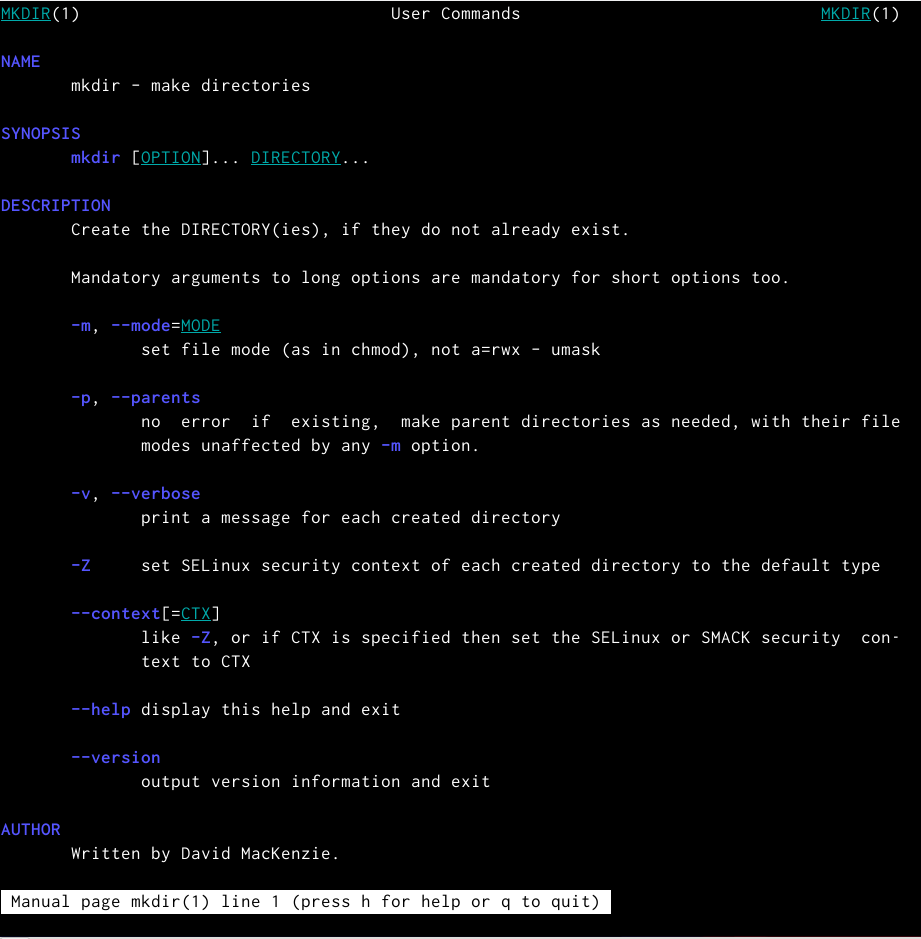 MKDIR(1) User Commands MKDIR(1)
NAME
mkdir - make directories
SYNOPSIS
mkdir [OPTION]... DIRECTORY...
DESCRIPTION
Create the DIRECTORY(ies), if they do not already exist.
Mandatory arguments to long options are mandatory for short options too.
-m, --mode=MODE
set file mode (as in chmod), not a=rwx - umask
-p, --parents
no error if existing, make parent directories as needed, with their file
modes unaffected by any -m option.
-v, --verbose
print a message for each created directory
-Z set SELinux security context of each created directory to the default type
--context[=CTX]
like -Z, or if CTX is specified then set the SELinux or SMACK security con-
text to CTX
--help display this help and exit
--version
output version information and exit
AUTHOR
Written by David MacKenzie.
Manual page mkdir(1) line 1 (press h for help or q to quit)